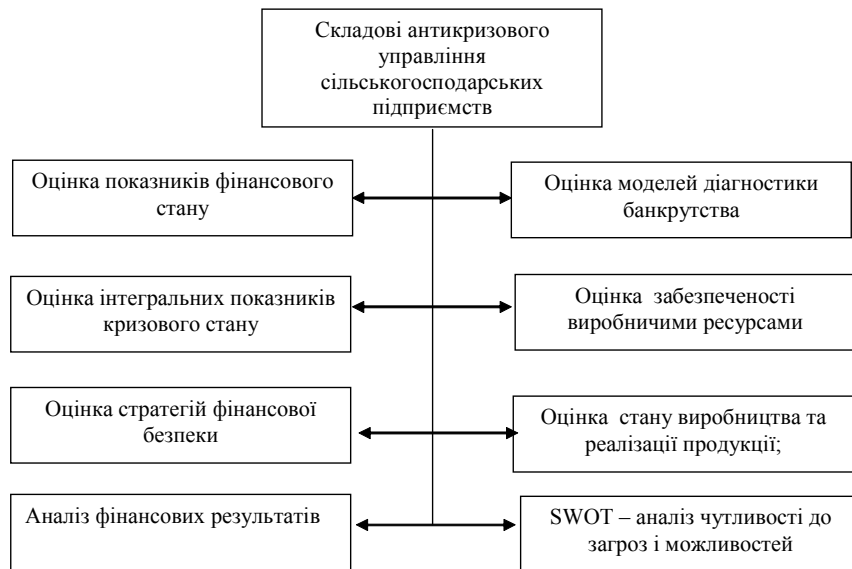 Складові антикризового
управління
сільськогосподарських
підприємств
Оцінка показників фінансового
стану
Оцінка моделей діагностики
банкрутства
Оцінка інтегральних показників
кризового стану
Оцінка забезпеченості
виробничими ресурсами
Оцінка стратегій фінансової
безпеки
Оцінка стану виробництва та
реалізації продукції;
Аналіз фінансових результатів
SWOT – аналіз чутливості до
загроз і можливостей